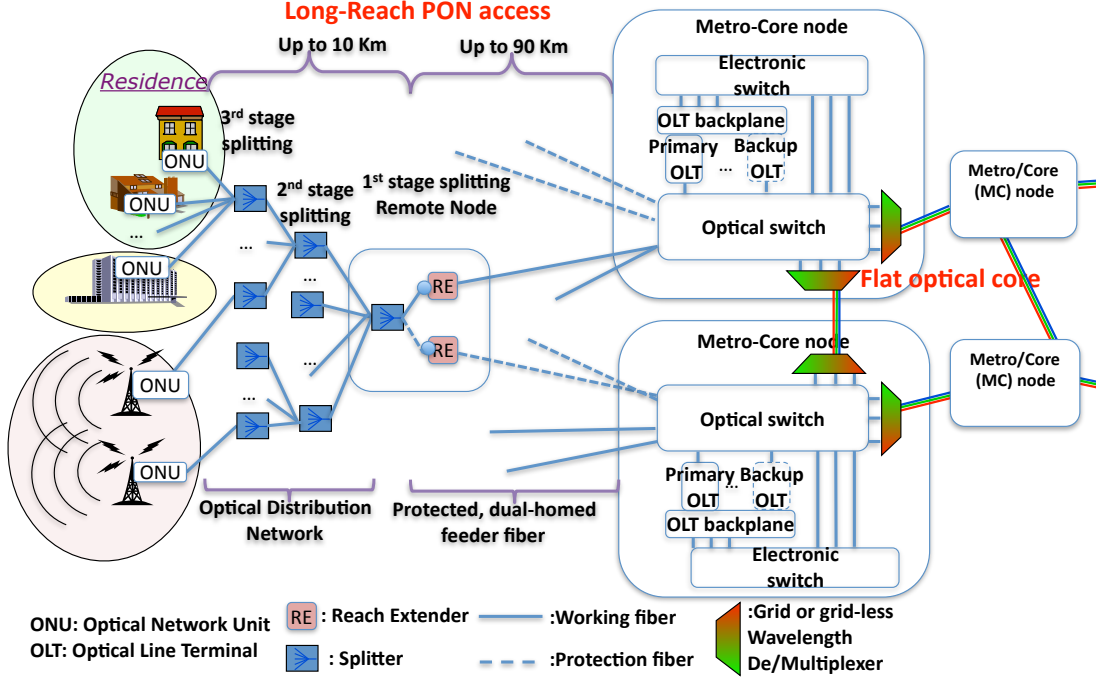 Long-Reach PON access
Up to 10 Km
Up to 90 Km
Metro-Core node
Electronic
switch
OLT backplane
Primary
OLT
...
Backup
OLT
Optical switch
Residence
ONU
ONU
...
ONU
ONU
ONU
3rd stage
splitting
2nd stage
splitting
1st stage splitting
Remote Node
...
...
...
...
...
RE
RE
Metro/Core
(MC) node
Flat optical core
Metro-Core node
Metro/Core
(MC) node
Optical switch
Primary
OLT
...
Backup
OLT
OLT backplane
Electronic
switch
Optical Distribution
Network
Protected, dual-homed
feeder fiber
ONU: Optical Network Unit
OLT: Optical Line Terminal
RE : Reach Extender
: Splitter
:Working fiber
:Protection fiber
:Grid or grid-less
Wavelength
De/Multiplexer